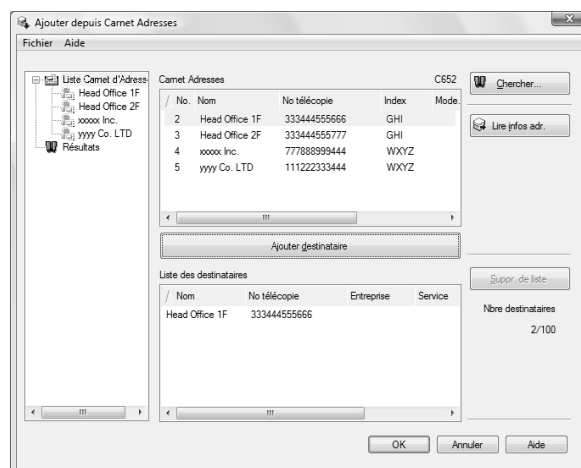 Ajouter depuis Carnet Adresses
Fichier Aide
Liste Carnet d'Adress
Head Office 1F
Head Office 2F
xxxxx Inc.
yyyy Co. LTD
Résultats
Carnet Adresses C652
/ No. Nom No télécopie Index Mode.
2 Head Office 1F 333444555666 GHI
3 Head Office 2F 333444555777 GHI
4 xxxxx Inc. 777888999444 WXYZ
5 yyyy Co. LTD 111222333444 WXYZ
Ajouter destinataire
Liste des destinataires
/ Nom No télécopie Entreprise Service
Head Office 1F 333444555666
Chercher...
Lire infos adr.
Suppr. de liste
Nbre destinataires
2/100
OK Annuler Aide